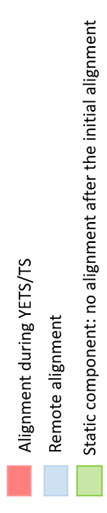 Alignment during YETS/TS
Remote alignment
Static component: no alignment after the initial alignment